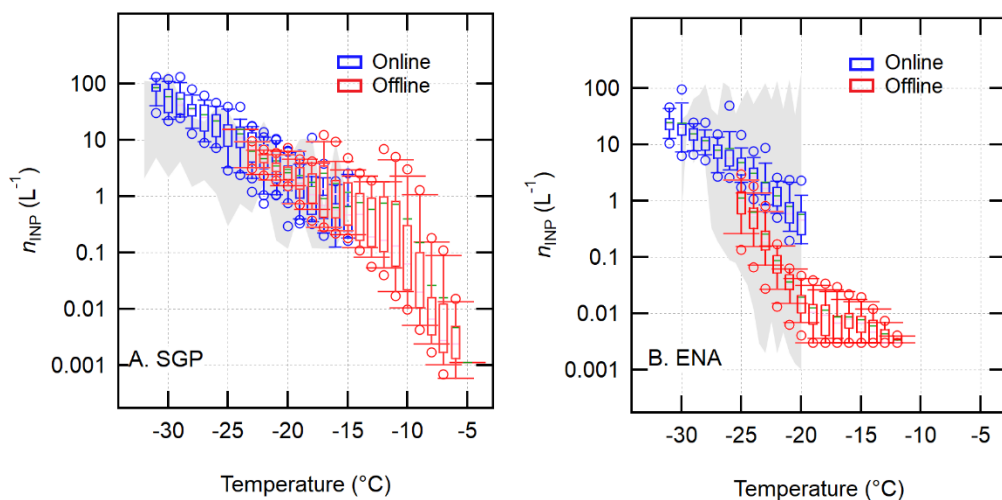 Online
Offline
100
10
1
0.1
0.01
0.001
nINP (L-1)
A. SGP
-30
-25
-20
-15
-10
-5
Temperature (°C)
Online
Offline
100
10
1
0.1
0.01
0.001
nINP (L-1)
B. ENA
-30
-25
-20
-15
-10
-5
Temperature (°C)